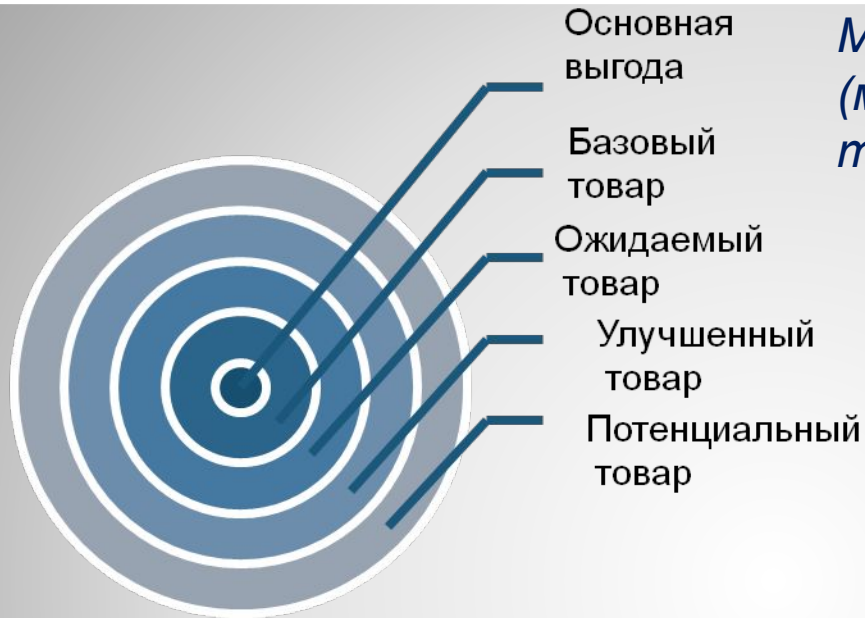 Основная
выгода
Базовый
товар
Ожидаемый
товар
Улучшенный
товар
Потенциальный
товар